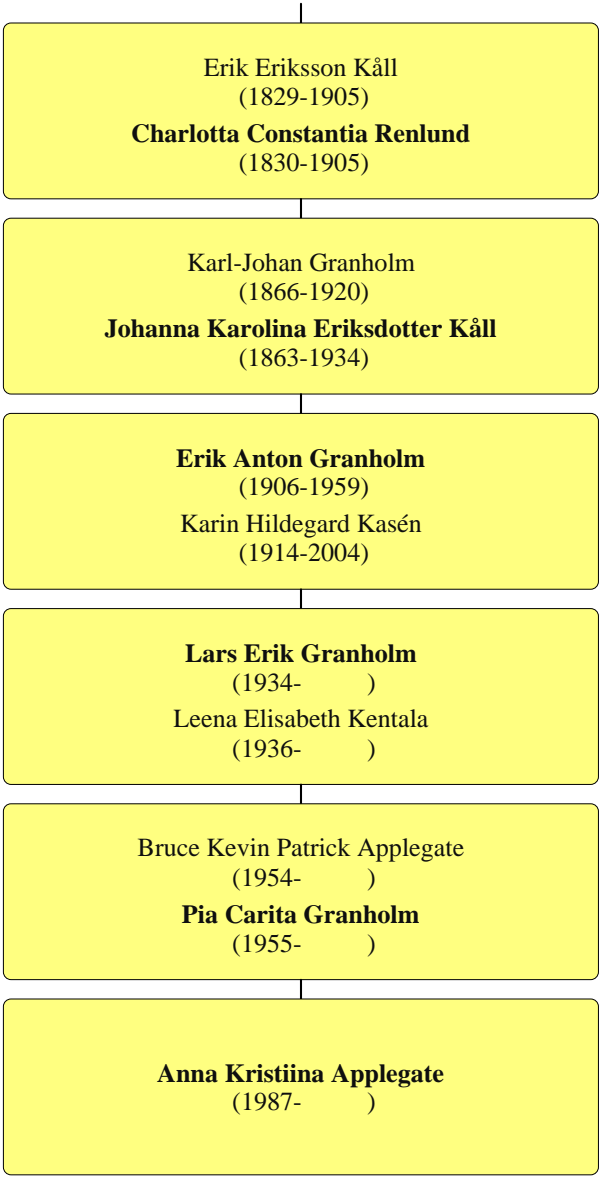 Erik Eriksson Kåll
(1829-1905)
Charlotta Constantia Renlund
(1830-1905)
Karl-Johan Granholm
(1866-1920)
Johanna Karolina Eriksdotter Kåll
(1863-1934)
Erik Anton Granholm
(1906-1959)
Karin Hildegard Kasén
(1914-2004)
Lars Erik Granholm
(1934- )
Leena Elisabeth Kentala
(1936- )
Bruce Kevin Patrick Applegate
(1954- )
Pia Carita Granholm
(1955- )
Anna Kristiina Applegate
(1987- )